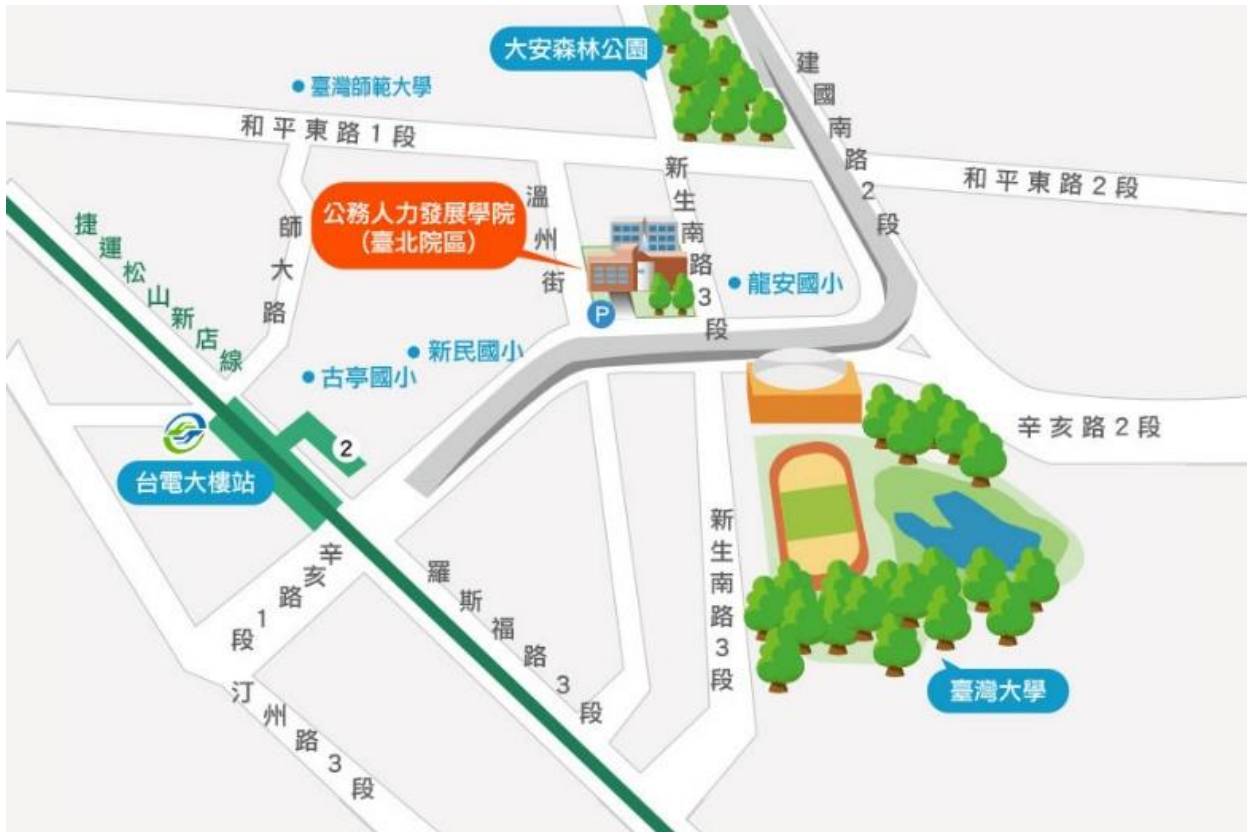 大安森林公園
建國南路2段
臺灣師範大學
和平東路1段
和平東路2段
新生南路3段
溫州街
公務人力發展學院
(臺北院區)
師大路
捷運松山新店線
龍安國小
P
新民國小
古亭國小
2
台電大樓站
辛亥路2段
新生南路3段
辛亥路1段
羅斯福路3段
汀州路3段
臺灣大學